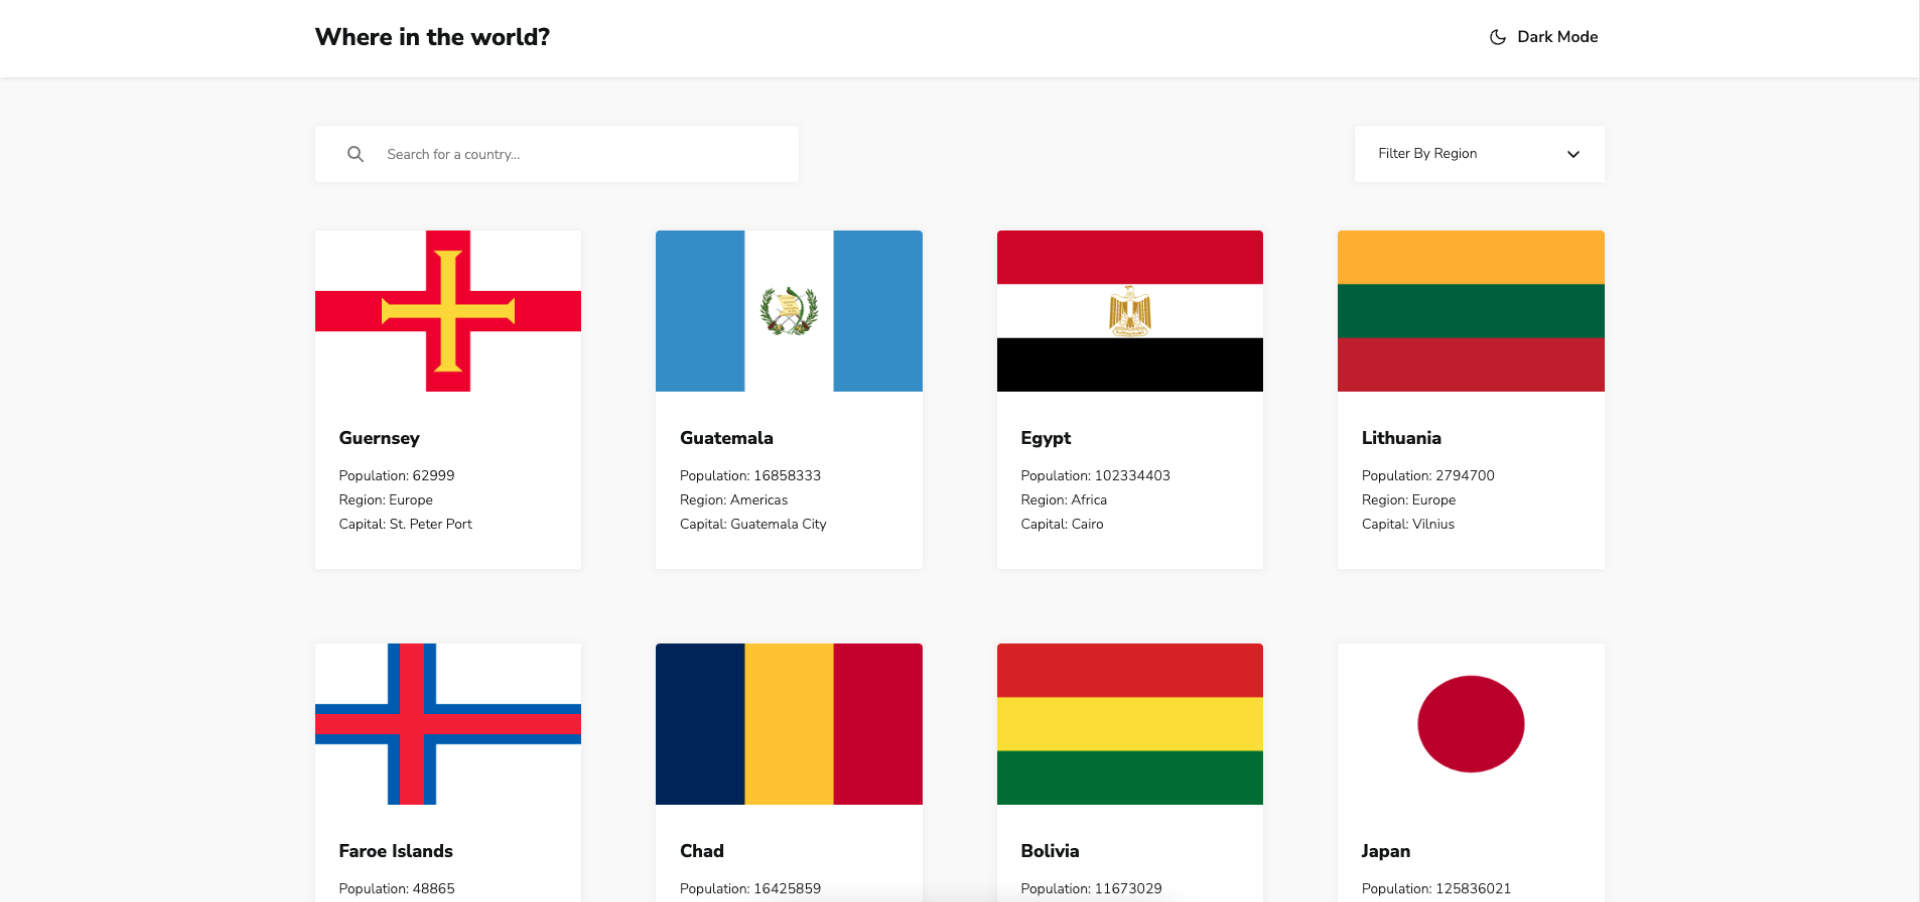 Where in the world?
Dark Mode
Search for a country...
Filter By Region
Guernsey
Population: 62999
Region: Europe
Capital: St. Peter Port
Guatemala
Population: 16858333
Region: Americas
Capital: Guatemala City
Egypt
Population: 102334403
Region: Africa
Capital: Cairo
Lithuania
Population: 2794700
Region: Europe
Capital: Vilnius
Faroe Islands
Population: 48865
Chad
Population: 16425859
Bolivia
Population: 11673029
Japan
Population: 125836021